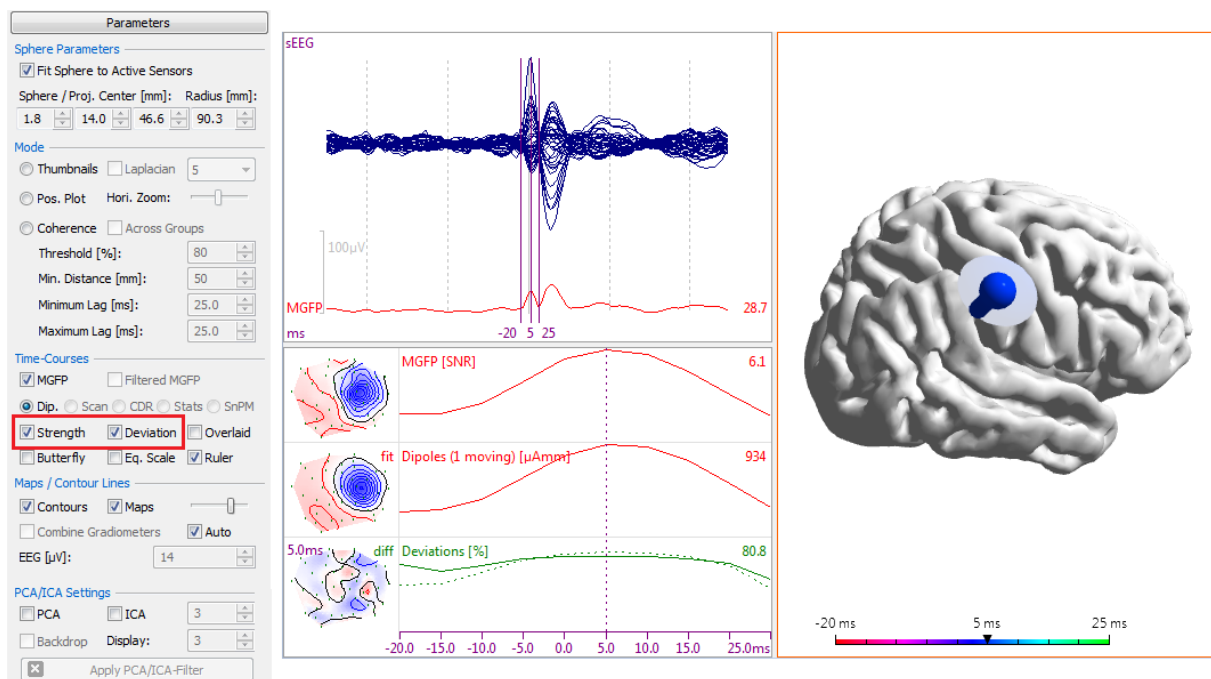 Parameters
Sphere Parameters
Fit Sphere to Active Sensors
Sphere / Proj. Center [mm]: Radius [mm]:
1.8 14.0 46.6 90.3
Mode
Thumbnails Laplacian 5
Pos. Plot Hori. Zoom:
Coherence Across Groups
Threshold [%]: 80
Min. Distance [mm]: 50
Minimum Lag [ms]: 25.0
Maximum Lag [ms]: 25.0
Time-Courses
MGFP Filtered MGFP
Dip. Scan CDR Stats SnPM
Strength Deviation Overlaid
Butterfly Eq. Scale Ruler
Maps / Contour Lines
Contours Maps
Combine Gradiometers Auto
EEG [µV]: 14
PCA/ICA Settings
PCA ICA 3
Backdrop Display: 3
Apply PCA/ICA-Filter
sEEG
100µV
MGFP 28.7
ms -20 5 25
MGFP [SNR] 6.1
fit Dipoles (1 moving) [µAmm] 934
5.0ms diff Deviations [%] 80.8
-20.0 -15.0 -10.0 -5.0 0.0 5.0 10.0 15.0 25.0ms
-20 ms 5 ms 25 ms